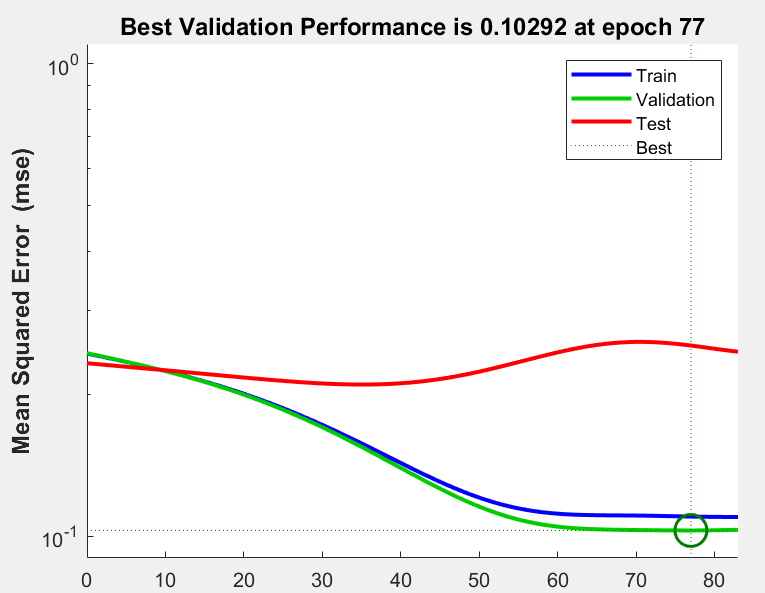 Best Validation Performance is 0.10292 at epoch 77
Mean Squared Error (mse)
10^0
10^-1
Train
Validation
Test
Best
0 10 20 30 40 50 60 70 80